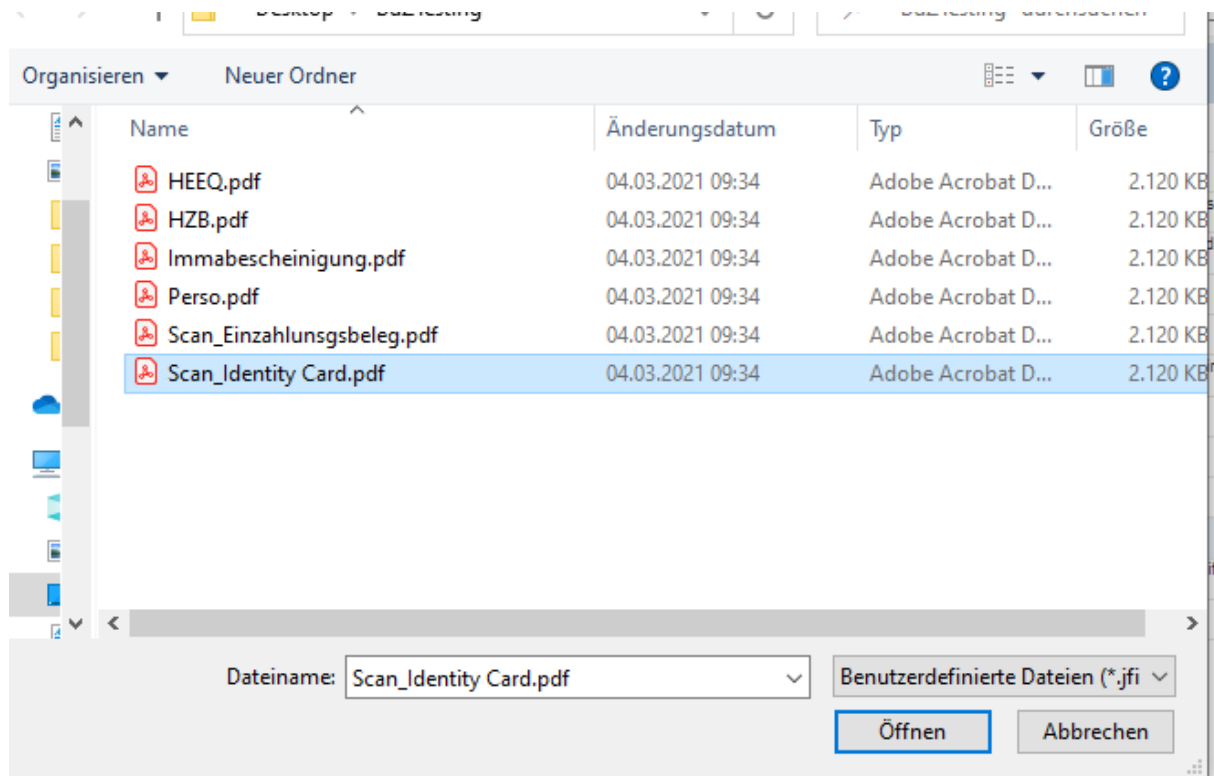 Organisieren Neuer Ordner
Name Änderungsdatum Typ Größe
HEEQ.pdf 04.03.2021 09:34 Adobe Acrobat D... 2.120 KB
HZB.pdf 04.03.2021 09:34 Adobe Acrobat D... 2.120 KB
Immabescheinigung.pdf 04.03.2021 09:34 Adobe Acrobat D... 2.120 KB
Perso.pdf 04.03.2021 09:34 Adobe Acrobat D... 2.120 KB
Scan_Einzahlunsgsbeleg.pdf 04.03.2021 09:34 Adobe Acrobat D... 2.120 KB
Scan_Identity Card.pdf 04.03.2021 09:34 Adobe Acrobat D... 2.120 KB
Dateiname: Scan_Identity Card.pdf Benutzerdefinierte Dateien (*.jfi
Öffnen Abbrechen